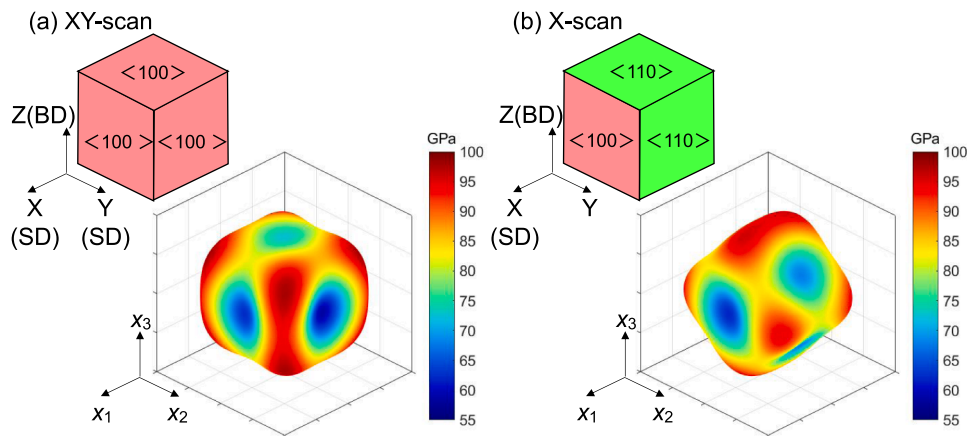 (a) XY-scan
<100>
Z(BD)
<100> <100>
X
(SD)
Y
(SD)
GPa
100
95
90
85
80
75
70
65
60
55
x3
x1
x2
(b) X-scan
<110>
Z(BD)
<100> <110>
X
(SD)
Y
GPa
100
95
90
85
80
75
70
65
60
55
x3
x1
x2